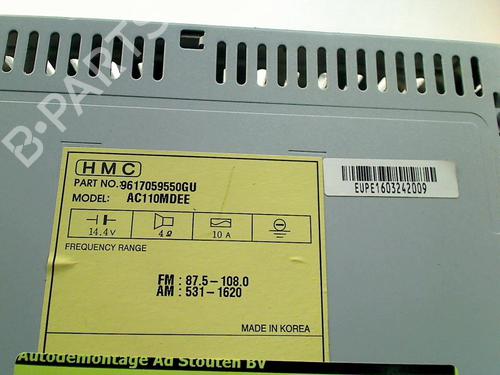 B-PARTS
HMC
PART NO.:9617059550GU
MODEL: AC110MDEE
14.4V 4Ω 10 A
FREQUENCY RANGE
FM : 87.5-108.0
AM : 531-1620
MADE IN KOREA
EUPE1603242009
Autodemontage Ad Stouten BV